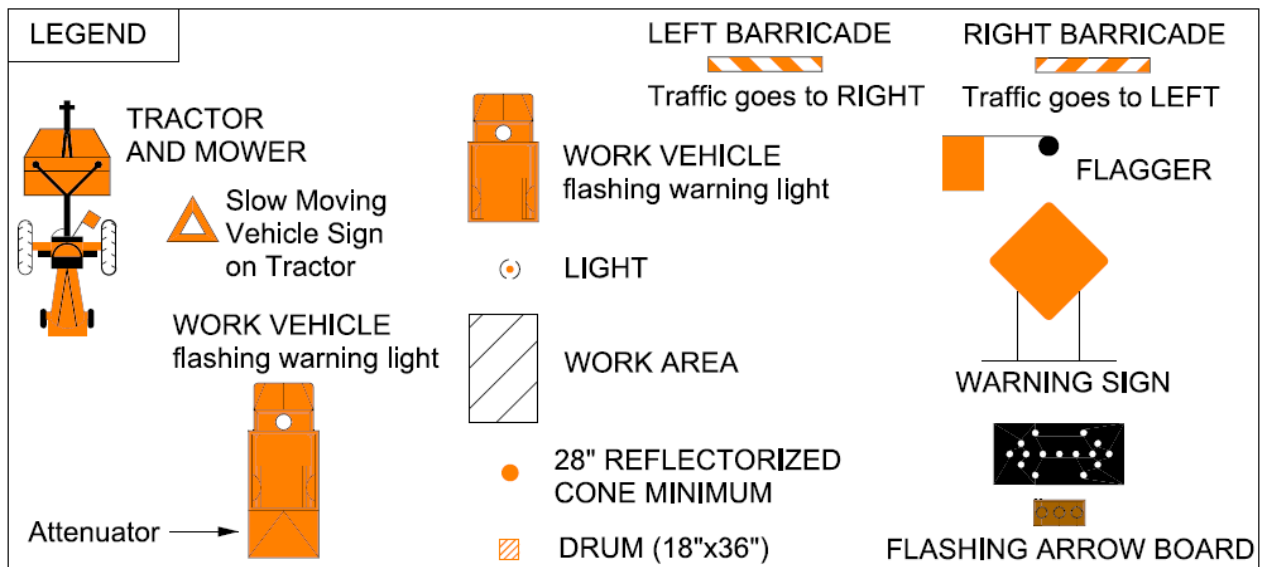 LEGEND
LEFT BARRICADE
Traffic goes to RIGHT
RIGHT BARRICADE
Traffic goes to LEFT
TRACTOR
AND MOWER
Slow Moving
Vehicle Sign
on Tractor
WORK VEHICLE
flashing warning light
FLAGGER
LIGHT
WORK VEHICLE
flashing warning light
Attenuator
WORK AREA
WARNING SIGN
28" REFLECTORIZED
CONE MINIMUM
DRUM (18"x36")
FLASHING ARROW BOARD